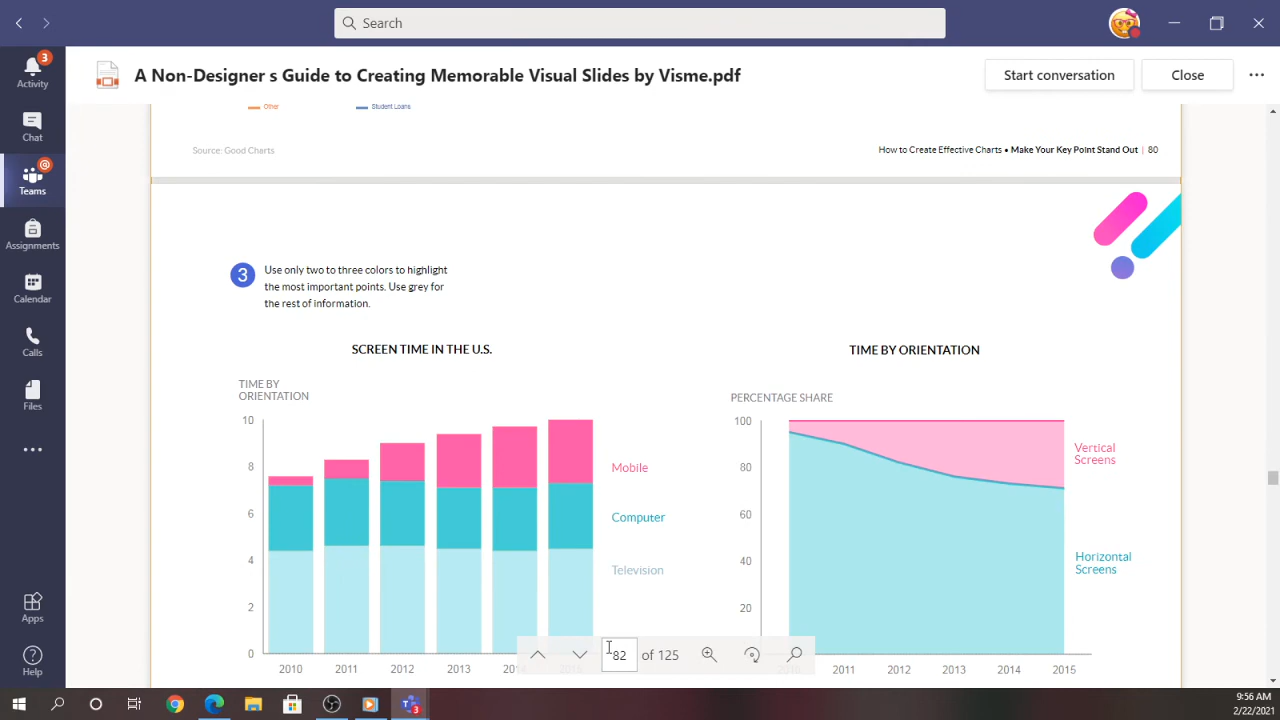 Search
A Non-Designer s Guide to Creating Memorable Visual Slides by Visme.pdf
Start conversation
Close
3
Activity
Chat
Teams
Assignments
Calendar
Calls
Files
Apps
Help
Other
Student Loans
Source: Good Charts
How to Create Effective Charts • Make Your Key Point Stand Out | 80
3
Use only two to three colors to highlight
the most important points. Use grey for
the rest of information.
SCREEN TIME IN THE U.S.
TIME BY
ORIENTATION
10
8
6
4
2
0
Mobile
Computer
Television
2010
2011
2012
2013
TIME BY ORIENTATION
PERCENTAGE SHARE
100
80
60
40
20
Vertical
Screens
Horizontal
Screens
2011
2012
2013
2014
2015
82 of 125
3
9:56 AM
2/22/2021